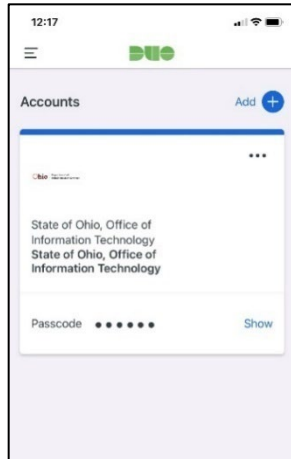 12:17
DUO
Accounts
Add
Ohio
State of Ohio, Office of
Information Technology
State of Ohio, Office of
Information Technology
Passcode ●●●●●●
Show